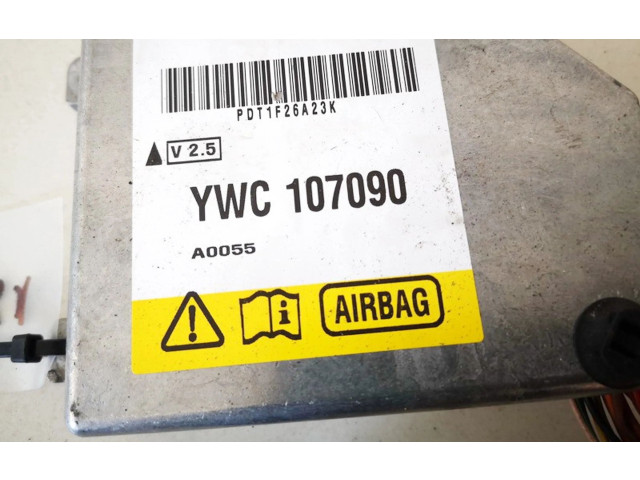 PDT1F26A23K
V 2.5
YWC 107090
A0055
AIRBAG